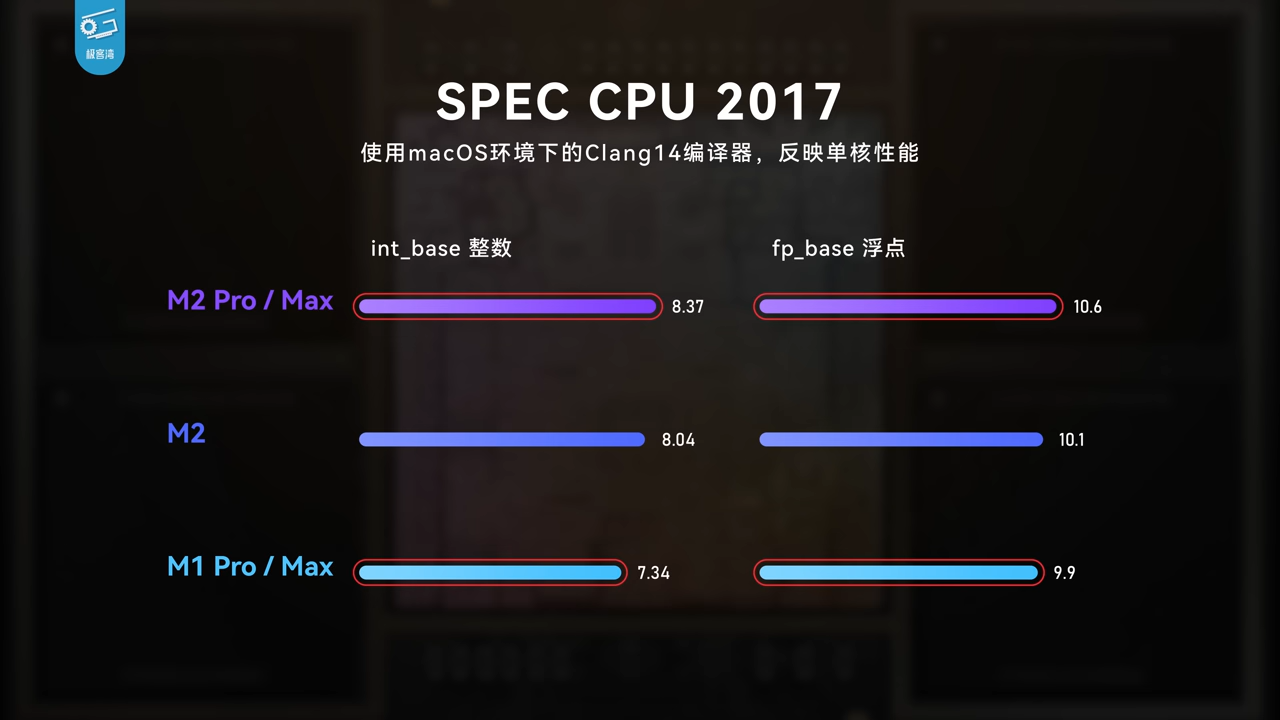 极客湾
SPEC CPU 2017
使用macOS环境下的Clang14编译器，反映单核性能
int_base 整数
fp_base 浮点
M2 Pro / Max
8.37
10.6
M2
8.04
10.1
M1 Pro / Max
7.34
9.9